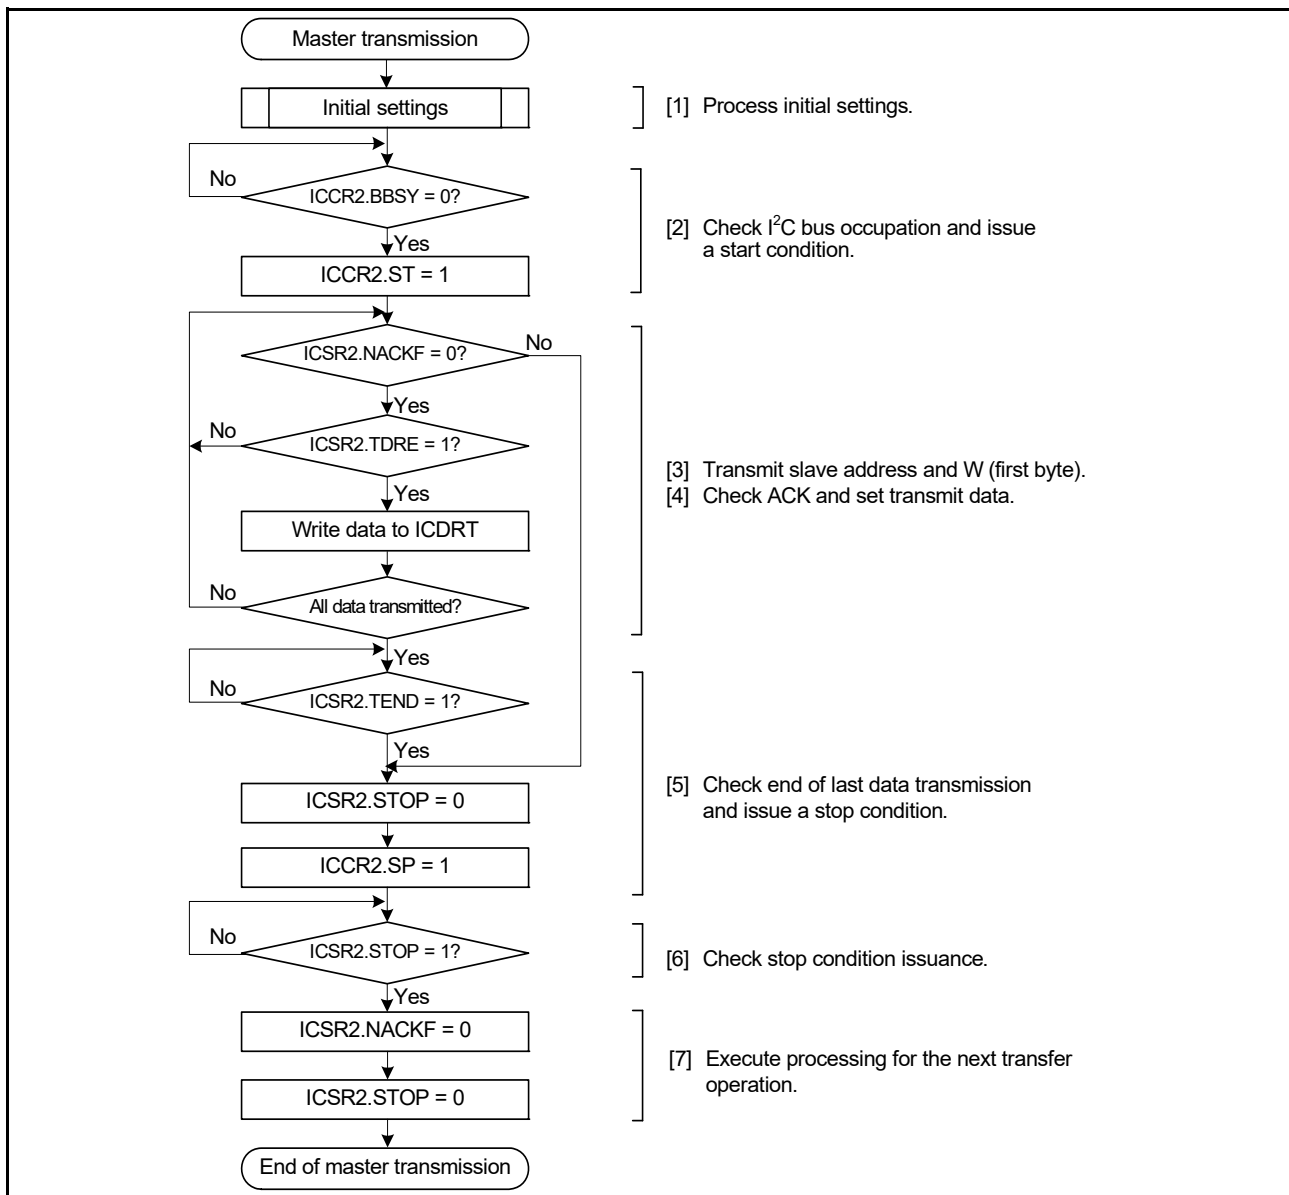 Master transmission
Initial settings
[1] Process initial settings.
No
ICCR2.BBSY = 0?
Yes
[2] Check I²C bus occupation and issue
a start condition.
ICCR2.ST = 1
ICSR2.NACKF = 0?
No
Yes
No
ICSR2.TDRE = 1?
Yes
[3] Transmit slave address and W (first byte).
[4] Check ACK and set transmit data.
Write data to ICDRT
No
All data transmitted?
Yes
No
ICSR2.TEND = 1?
Yes
[5] Check end of last data transmission
and issue a stop condition.
ICSR2.STOP = 0
ICCR2.SP = 1
No
ICSR2.STOP = 1?
[6] Check stop condition issuance.
Yes
ICSR2.NACKF = 0
[7] Execute processing for the next transfer
operation.
ICSR2.STOP = 0
End of master transmission